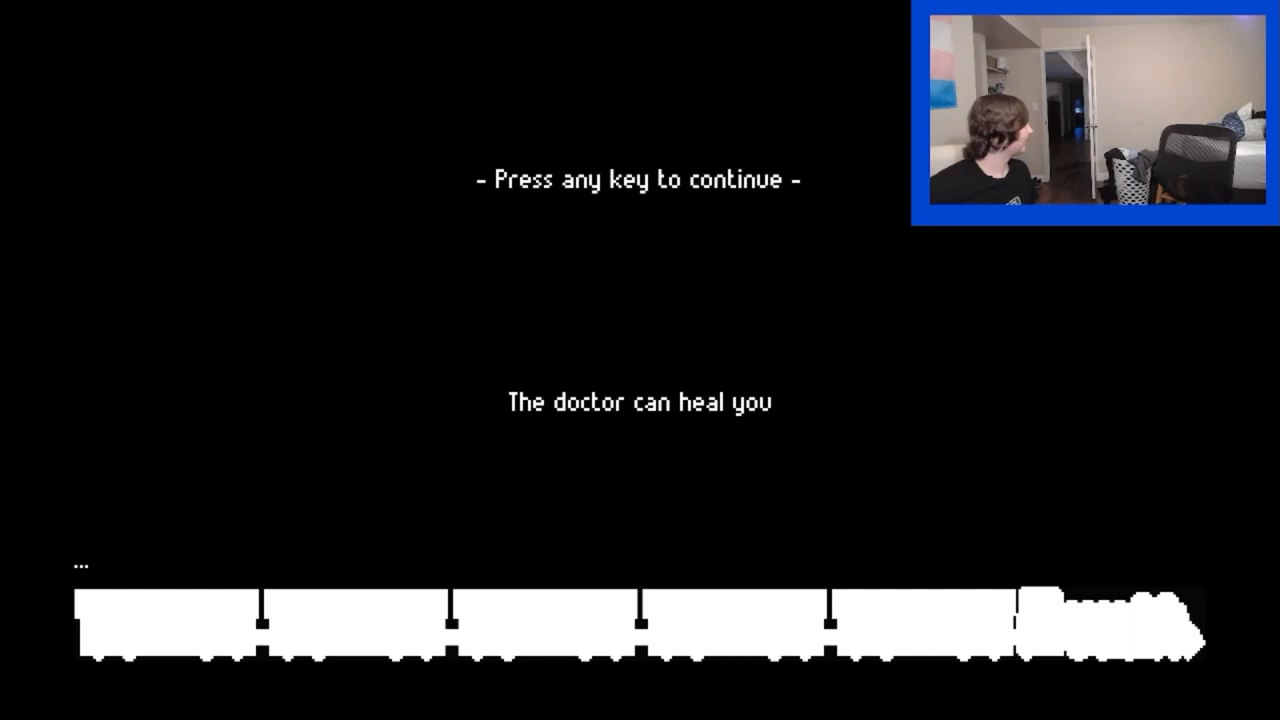 - Press any key to continue -
The doctor can heal you
...